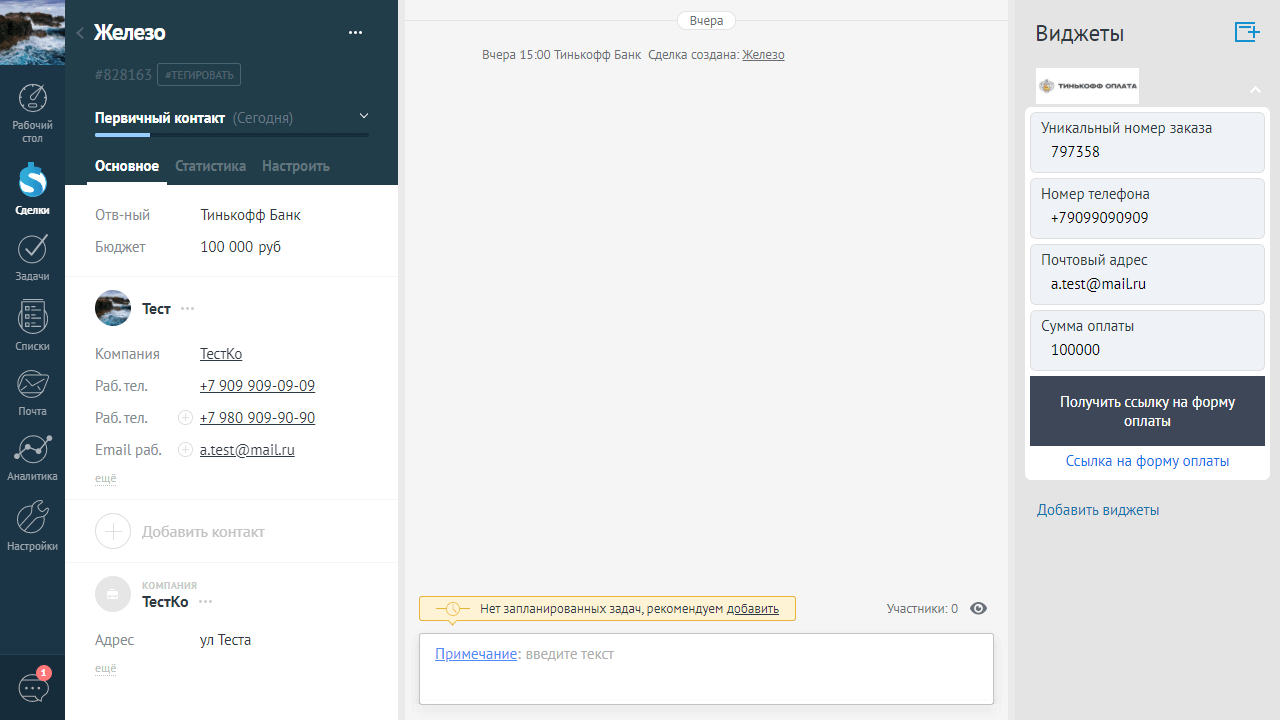 Рабочий
стол
Сделки
Задачи
Списки
Почта
Аналитика
Настройки
1
Железо
#828163 #ТЕГИРОВАТЬ
Первичный контакт (Сегодня)
Основное Статистика Настроить
Отв-ный Тинькофф Банк
Бюджет 100 000 руб
Тест
Компания ТестКо
Раб. тел. +7 909 909-09-09
Раб. тел. +7 980 909-90-90
Email раб. a.test@mail.ru
ещё
Добавить контакт
КОМПАНИЯ
ТестКо
Адрес ул Теста
ещё
Вчера
Вчера 15:00 Тинькофф Банк Сделка создана: Железо
Нет запланированных задач, рекомендуем добавить
Участники: 0
Примечание: введите текст
Виджеты
ТИНЬКОФФ ОПЛАТА
Уникальный номер заказа
797358
Номер телефона
+79099090909
Почтовый адрес
a.test@mail.ru
Сумма оплаты
100000
Получить ссылку на форму
оплаты
Ссылка на форму оплаты
Добавить виджеты